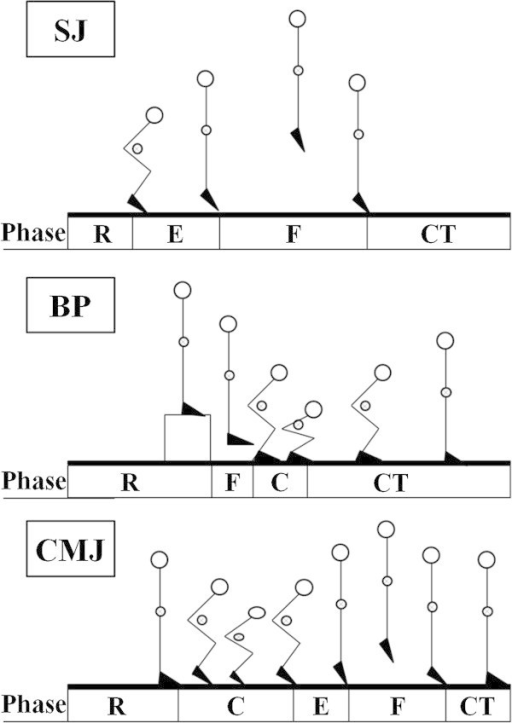 SJ
Phase R E F CT
BP
Phase R F C CT
CMJ
Phase R C E F CT